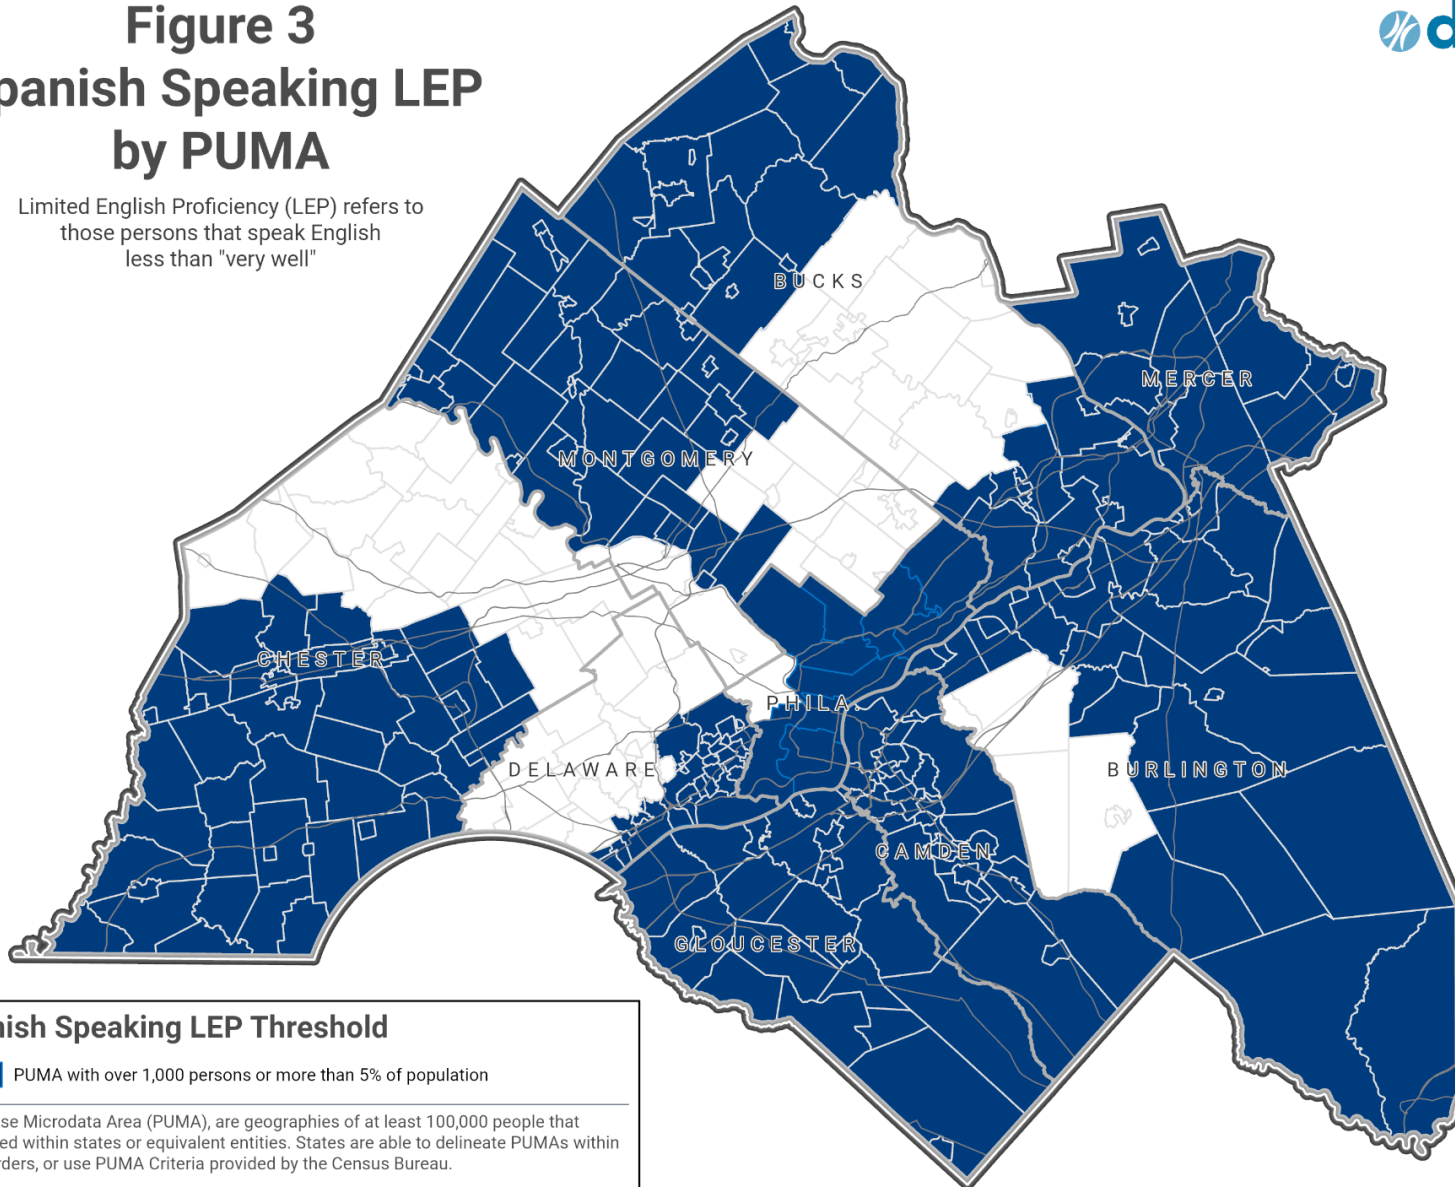 Figure 3
panish Speaking LEP
by PUMA
Limited English Proficiency (LEP) refers to
those persons that speak English
less than "very well"
d
BUCKS
MERCER
MONTGOMERY
CHESTER
PHILA.
DELAWARE
BURLINGTON
CAMDEN
GLOUCESTER
nish Speaking LEP Threshold
PUMA with over 1,000 persons or more than 5% of population
se Microdata Area (PUMA), are geographies of at least 100,000 people that
ed within states or equivalent entities. States are able to delineate PUMAs within
rders, or use PUMA Criteria provided by the Census Bureau.